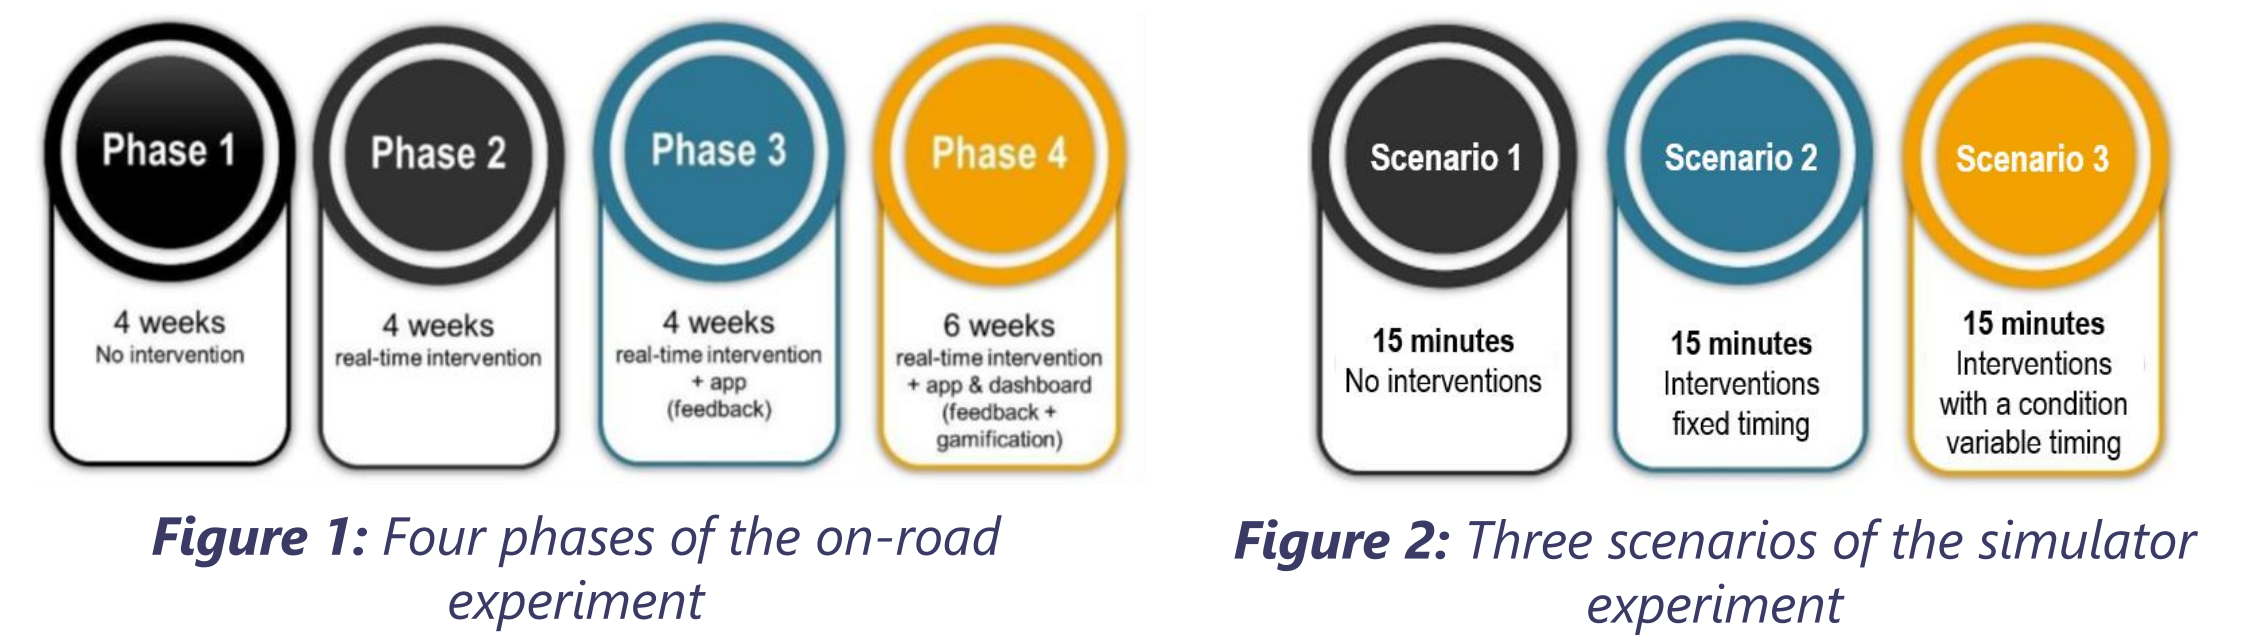 Phase 1
4 weeks
No intervention
Phase 2
4 weeks
real-time intervention
Phase 3
4 weeks
real-time intervention
+ app
(feedback)
Phase 4
6 weeks
real-time intervention
+ app & dashboard
(feedback +
gamification)
Figure 1: Four phases of the on-road
experiment
Scenario 1
15 minutes
No interventions
Scenario 2
15 minutes
Interventions
fixed timing
Scenario 3
15 minutes
Interventions
with a condition
variable timing
Figure 2: Three scenarios of the simulator
experiment